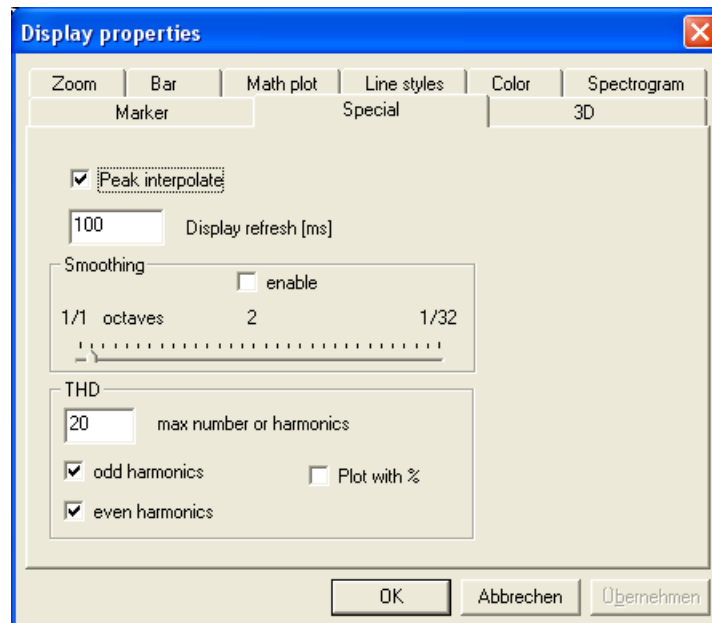 Display properties
Zoom Bar Math plot Line styles Color Spectrogram
Marker Special 3D
Peak interpolate
100 Display refresh [ms]
Smoothing
enable
1/1 octaves 2 1/32
THD
20 max number or harmonics
odd harmonics Plot with %
even harmonics
OK Abbrechen Übernehmen